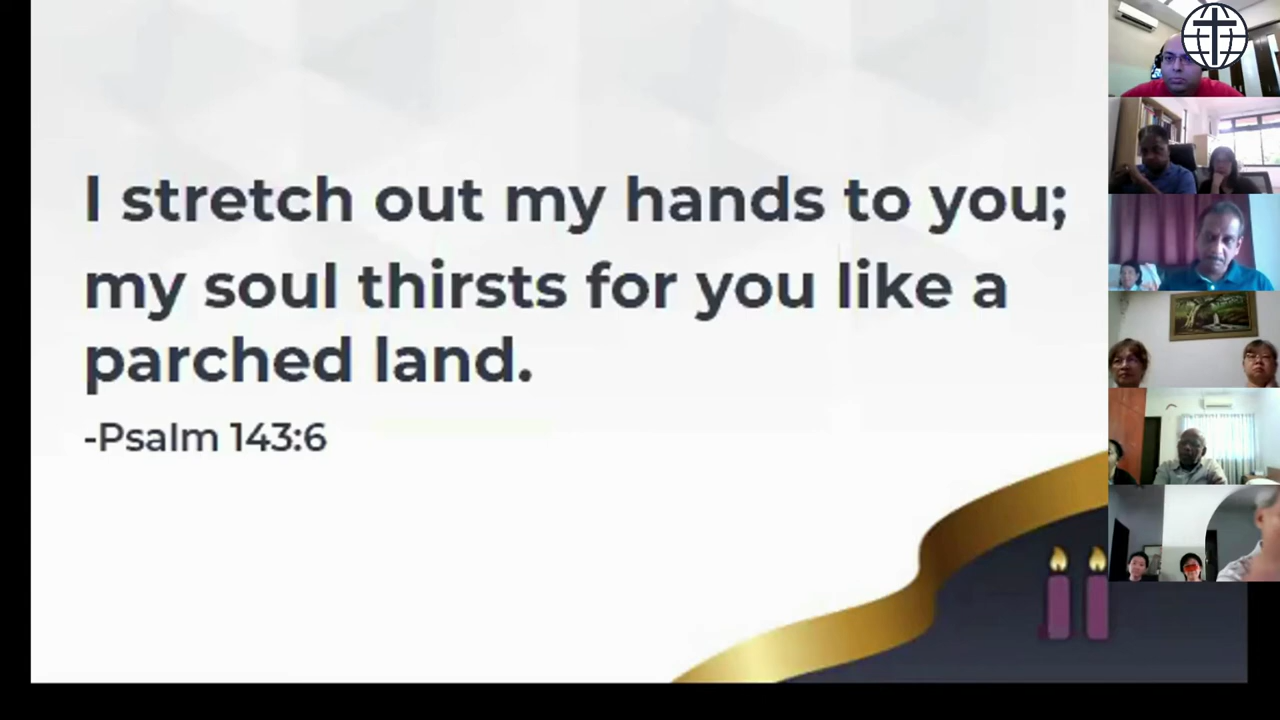 I stretch out my hands to you;
my soul thirsts for you like a
parched land.
-Psalm 143:6